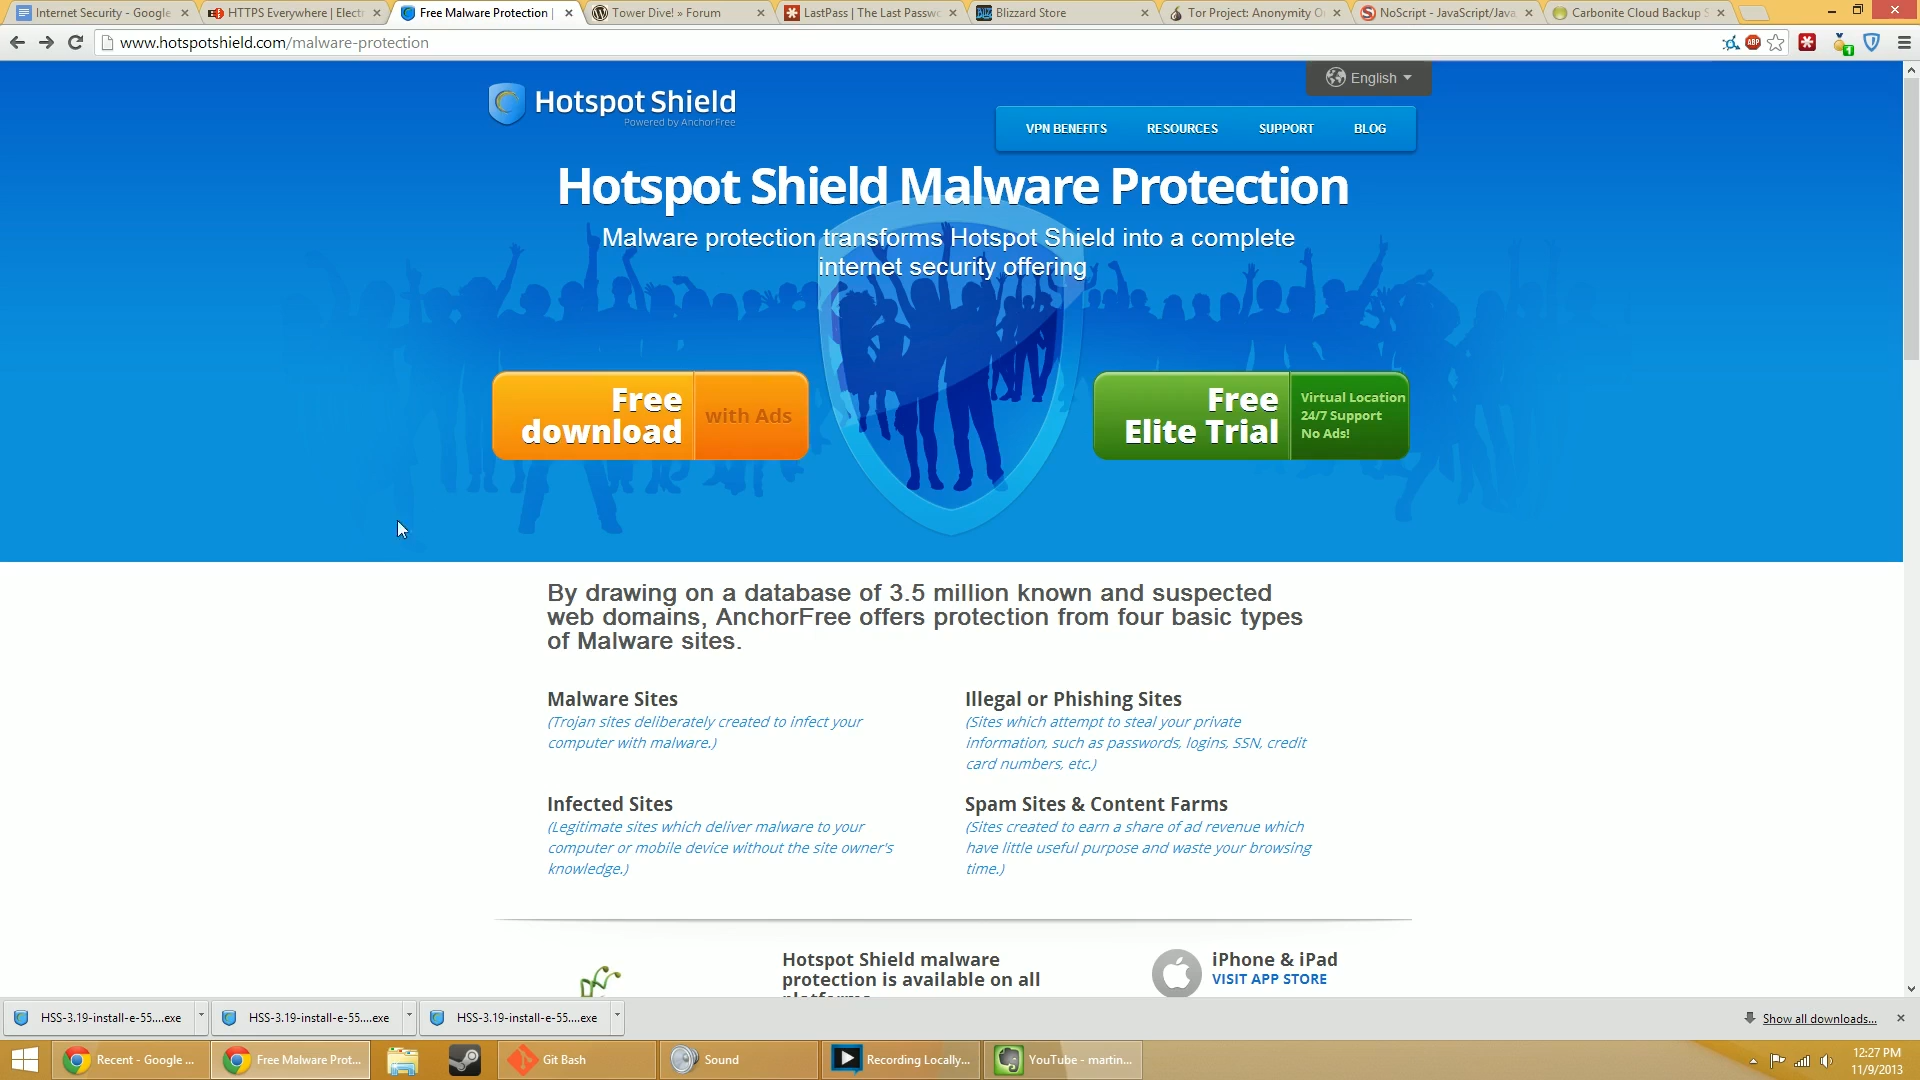 Internet Security - Google
HTTPS Everywhere | Elect
Free Malware Protection |
Tower Dive! » Forum
LastPass | The Last Passwo
Blizzard Store
Tor Project: Anonymity O
NoScript - JavaScript/Java
Carbonite Cloud Backup S
www.hotspotshield.com/malware-protection
ABP
1
English
Hotspot Shield
Powered by AnchorFree
VPN BENEFITS
RESOURCES
SUPPORT
BLOG
Hotspot Shield Malware Protection
Malware protection transforms Hotspot Shield into a complete
internet security offering
Free
download
with Ads
Free
Elite Trial
Virtual Location
24/7 Support
No Ads!
By drawing on a database of 3.5 million known and suspected
web domains, AnchorFree offers protection from four basic types
of Malware sites.
Malware Sites
(Trojan sites deliberately created to infect your
computer with malware.)
Illegal or Phishing Sites
(Sites which attempt to steal your private
information, such as passwords, logins, SSN, credit
card numbers, etc.)
Infected Sites
(Legitimate sites which deliver malware to your
computer or mobile device without the site owner's
knowledge.)
Spam Sites & Content Farms
(Sites created to earn a share of ad revenue which
have little useful purpose and waste your browsing
time.)
Hotspot Shield malware
protection is available on all
platforms
iPhone & iPad
VISIT APP STORE
HSS-3.19-install-e-55....exe
HSS-3.19-install-e-55....exe
HSS-3.19-install-e-55....exe
Show all downloads...
Recent - Google ...
Free Malware Prot...
Git Bash
Sound
Recording Locally...
YouTube - martin...
12:27 PM
11/9/2013